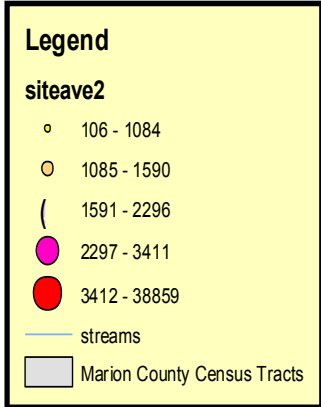 Legend
siteave2
106 - 1084
1085 - 1590
1591 - 2296
2297 - 3411
3412 - 38859
streams
Marion County Census Tracts